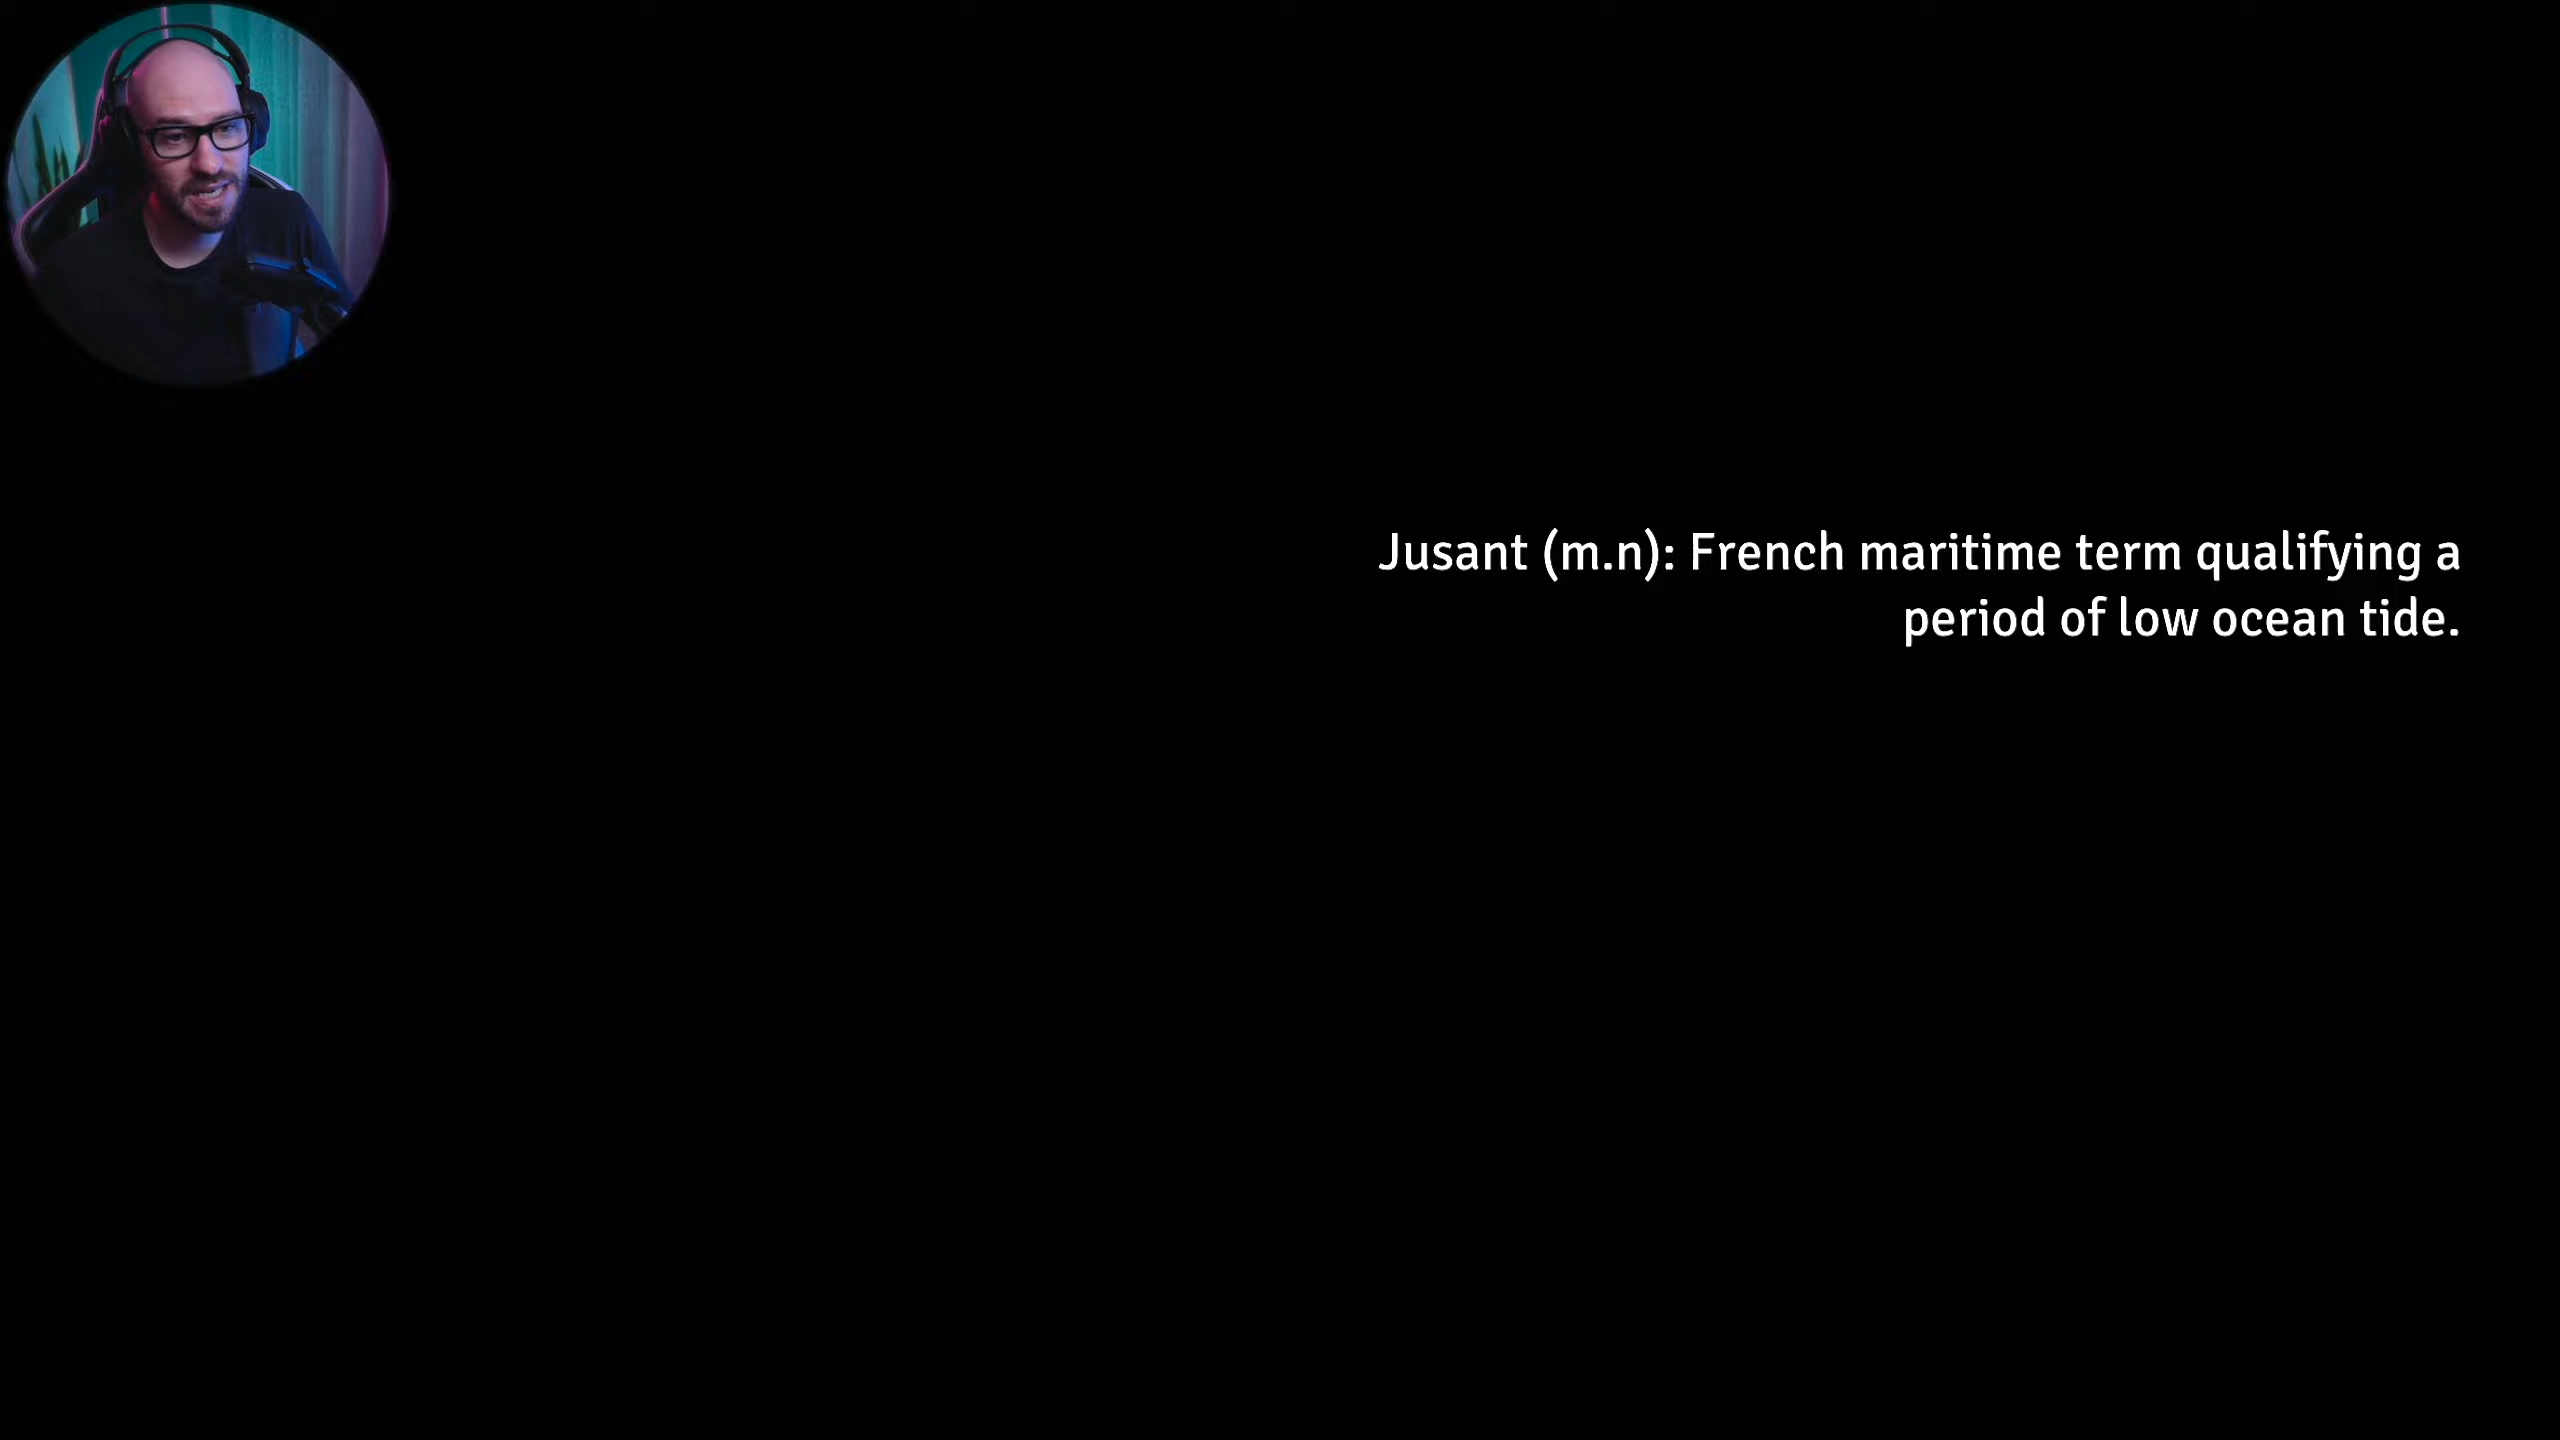 Jusant (m.n): French maritime term qualifying a
period of low ocean tide.